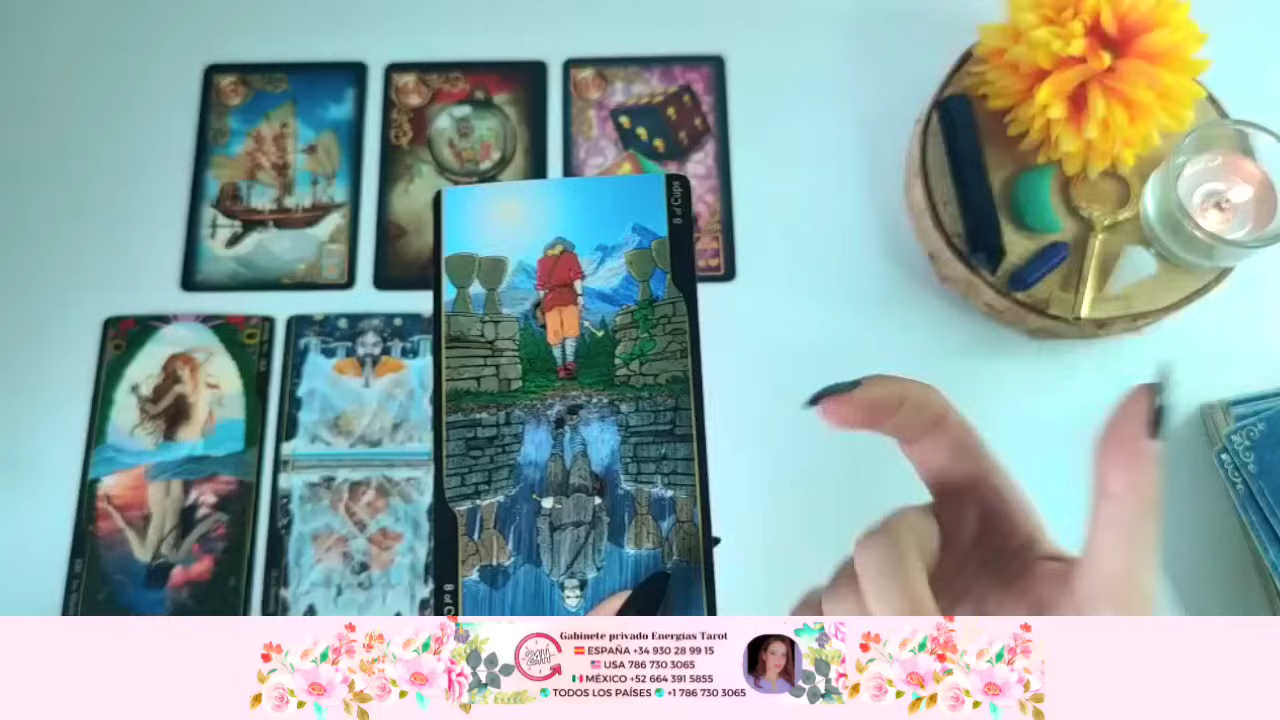 8 of Cups
Gabinete privado Energías Tarot
24H
ESPAÑA +34 930 28 99 15
USA 786 730 3065
MÉXICO +52 664 391 5855
TODOS LOS PAÍSES +1 786 730 3065